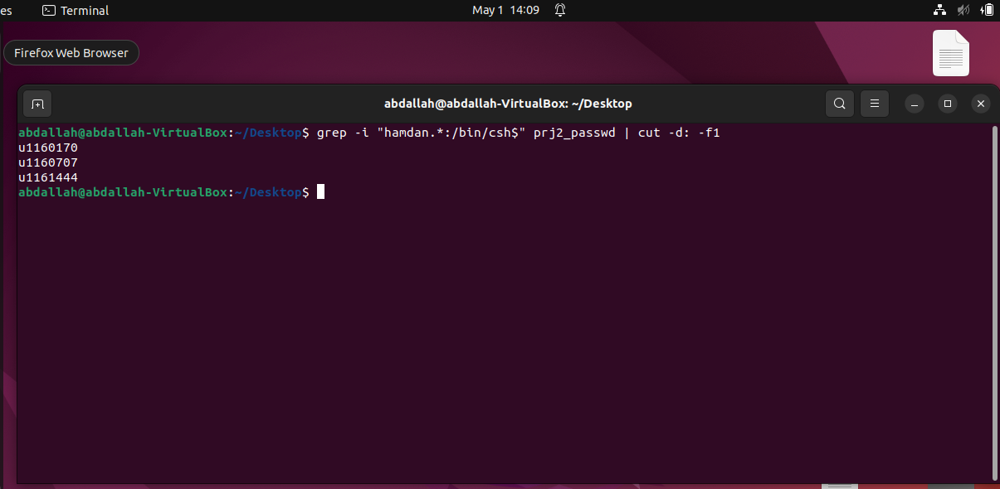 es Terminal May 1 14:09
Firefox Web Browser
abdallah@abdallah-VirtualBox: ~/Desktop
abdallah@abdallah-VirtualBox:~/Desktop$ grep -i "hamdan.*:/bin/csh$" prj2_passwd | cut -d: -f1
u1160170
u1160707
u1161444
abdallah@abdallah-VirtualBox:~/Desktop$